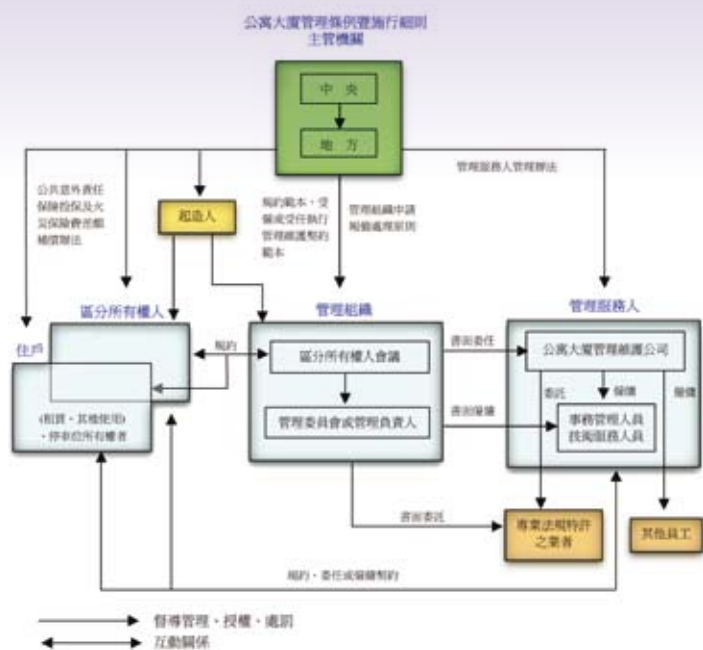 公寓大廈管理條例暨施行細則
主管機關
中 央
地 方
管理服務人管理辦法
公共意外責任
保險投保及火
災保險費差額
補償辦法
起造人
規約範本、受
僱或受任執行
管理維護契約
範本
管理組織申請
報備處理原則
區分所有權人
管理組織
管理服務人
住戶
規約
區分所有權人會議
書面委任
公寓大廈管理維護公司
委託
僱傭
僱傭
(租賃、其他使用)
、停車位所有權者
管理委員會或管理負責人
書面僱傭
事務管理人員
技術服務人員
書面委託
專業法規特許
之業者
其他員工
規約、委任或僱傭契約
督導管理、授權、處罰
互動關係